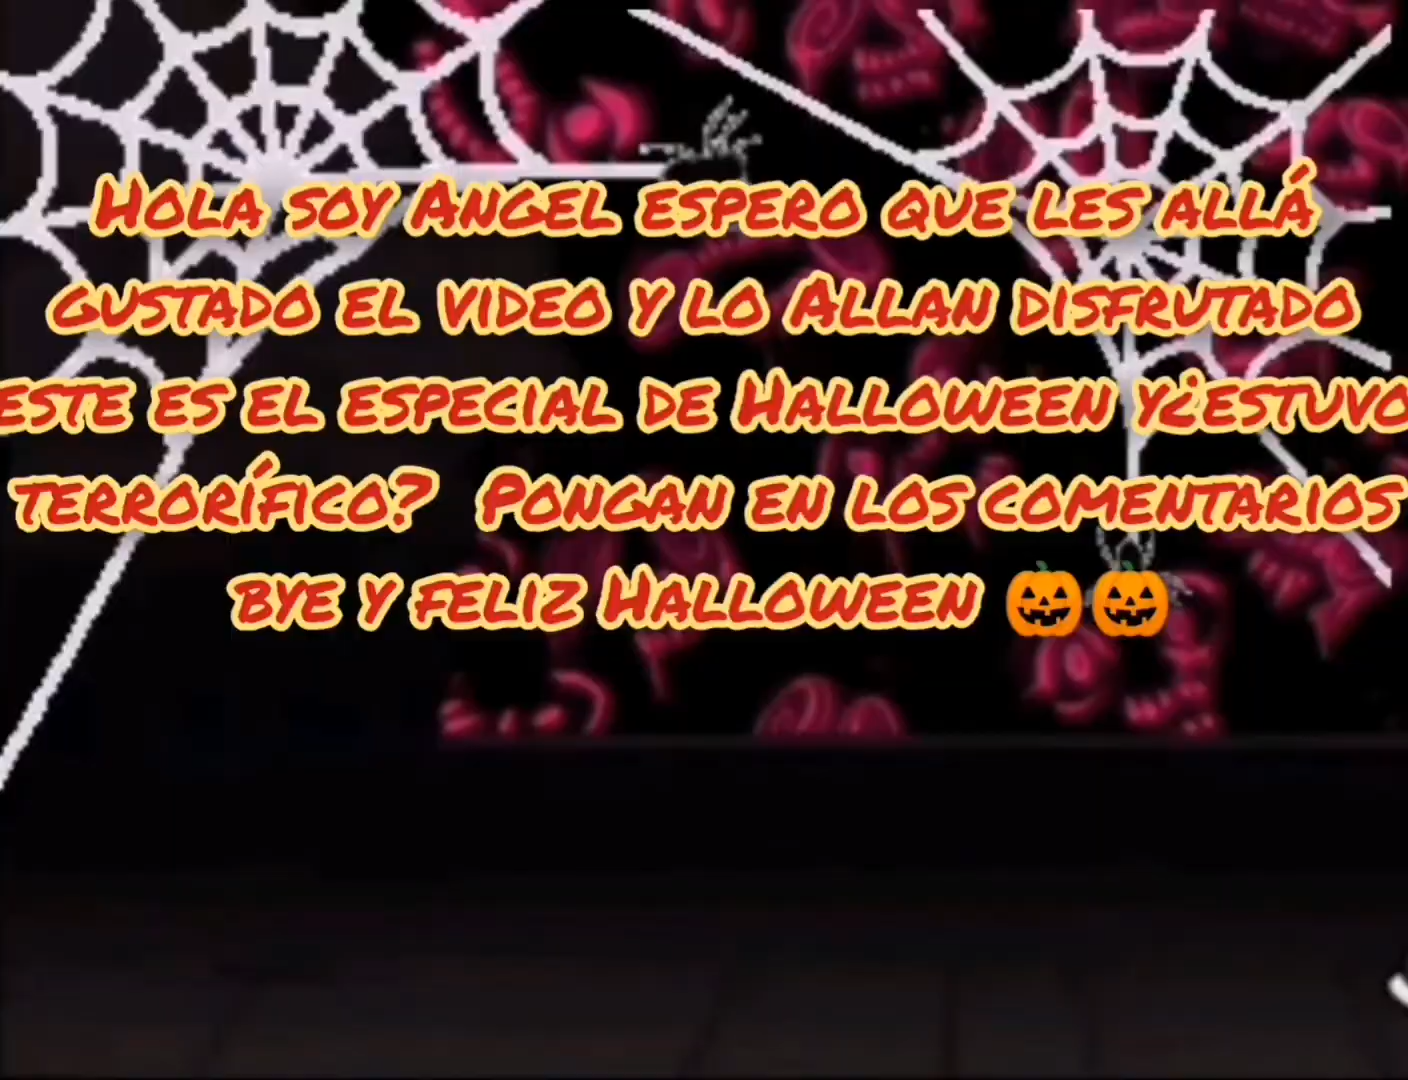 Hola soy Angel espero que les allá
gustado el video y lo Allan disfrutado
este es el especial de Halloween y¿estuvo
terrorífico? Pongan en los comentarios
bye y feliz Halloween 🎃🎃